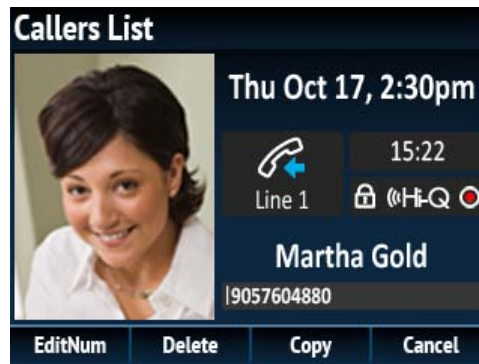 Callers List
Thu Oct 17, 2:30pm
15:22
Line 1
Hi-Q
Martha Gold
9057604880
EditNum Delete Copy Cancel